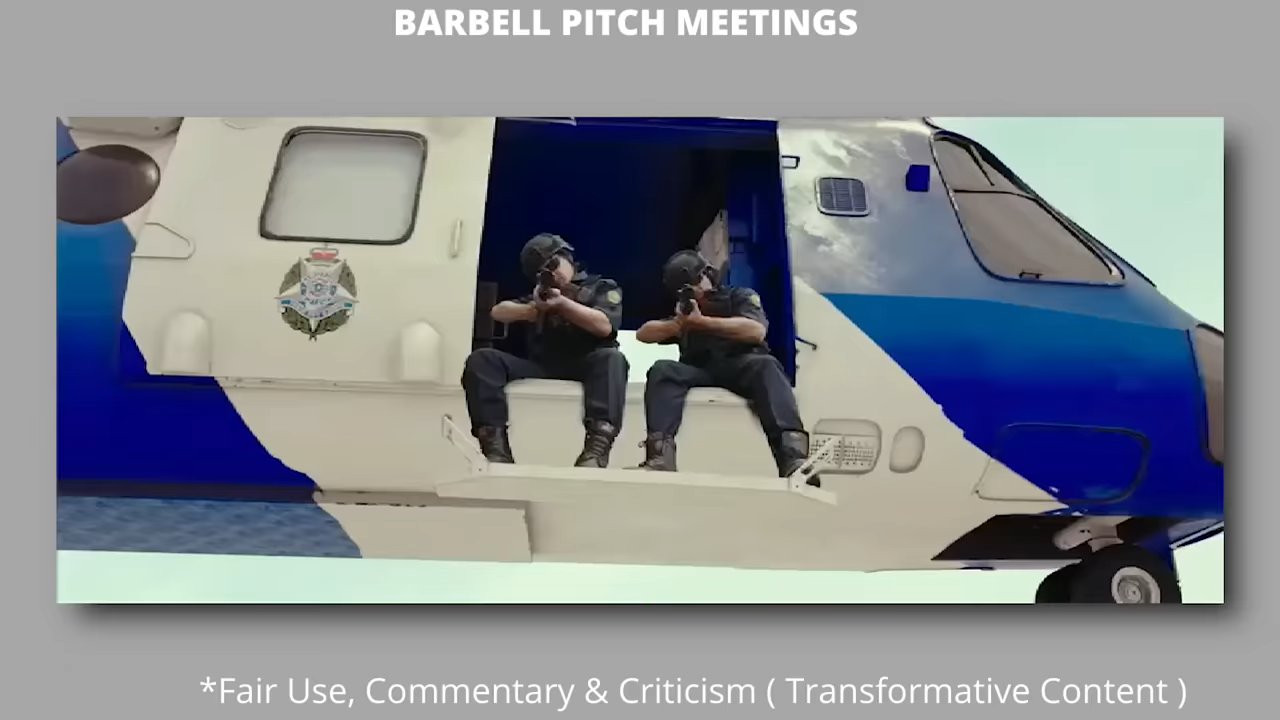 BARBELL PITCH MEETINGS
*Fair Use, Commentary & Criticism ( Transformative Content )